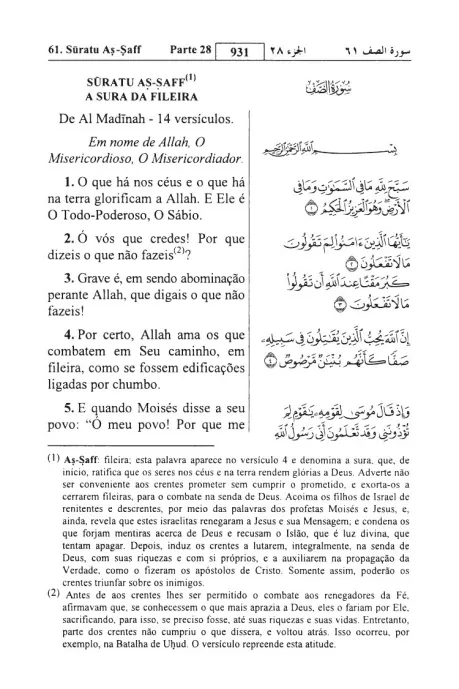 61. Sūratu Aṣ-Ṣaff Parte 28 931 الجزء ٢٨ سورة الصف ٦١
SŪRATU AṢ-ṢAFF(1)
A SURA DA FILEIRA
De Al Madīnah - 14 versículos.
Em nome de Allah, O
Misericordioso, O Misericordiador.
1. O que há nos céus e o que há
na terra glorificam a Allah. E Ele é
O Todo-Poderoso, O Sábio.
2. Ó vós que credes! Por que
dizeis o que não fazeis(2)?
3. Grave é, em sendo abominação
perante Allah, que digais o que não
fazeis!
4. Por certo, Allah ama os que
combatem em Seu caminho, em
fileira, como se fossem edificações
ligadas por chumbo.
5. E quando Moisés disse a seu
povo: "Ó meu povo! Por que me
سُورَةُ الصَّفِّ
بِسْمِ اللَّهِ الرَّحْمَٰنِ الرَّحِيمِ
سَبَّحَ لِلَّهِ مَا فِي السَّمَٰوَٰتِ وَمَا فِي
الْأَرْضِ وَهُوَ الْعَزِيزُ الْحَكِيمُ ١
يَٰٓأَيُّهَا الَّذِينَ ءَامَنُوا لِمَ تَقُولُونَ
مَا لَا تَفْعَلُونَ ٢
كَبُرَ مَقْتًا عِندَ اللَّهِ أَن تَقُولُوا
مَا لَا تَفْعَلُونَ ٣
إِنَّ اللَّهَ يُحِبُّ الَّذِينَ يُقَٰتِلُونَ فِي سَبِيلِهِ
صَفًّا كَأَنَّهُم بُنْيَٰنٌ مَّرْصُوصٌ ٤
وَإِذْ قَالَ مُوسَىٰ لِقَوْمِهِ يَٰقَوْمِ لِمَ
تُؤْذُونَنِي وَقَد تَّعْلَمُونَ أَنِّي رَسُولُ اللَّهِ
(1) Aṣ-Ṣaff: fileira; esta palavra aparece no versículo 4 e denomina a sura, que, de
início, ratifica que os seres nos céus e na terra rendem glórias a Deus. Adverte não
ser conveniente aos crentes prometer sem cumprir o prometido, e exorta-os a
cerrarem fileiras, para o combate na senda de Deus. Acoima os filhos de Israel de
renitentes e descrentes, por meio das palavras dos profetas Moisés e Jesus, e,
ainda, revela que estes israelitas renegaram a Jesus e sua Mensagem; e condena os
que forjam mentiras acerca de Deus e recusam o Islão, que é luz divina, que
tentam apagar. Depois, induz os crentes a lutarem, integralmente, na senda de
Deus, com suas riquezas e com si próprios, e a auxiliarem na propagação da
Verdade, como o fizeram os apóstolos de Cristo. Somente assim, poderão os
crentes triunfar sobre os inimigos.
(2) Antes de aos crentes lhes ser permitido o combate aos renegadores da Fé,
afirmavam que, se conhecessem o que mais aprazia a Deus, eles o fariam por Ele,
sacrificando, para isso, se preciso fosse, até suas riquezas e suas vidas. Entretanto,
parte dos crentes não cumpriu o que dissera, e voltou atrás. Isso ocorreu, por
exemplo, na Batalha de Uḥud. O versículo repreende esta atitude.